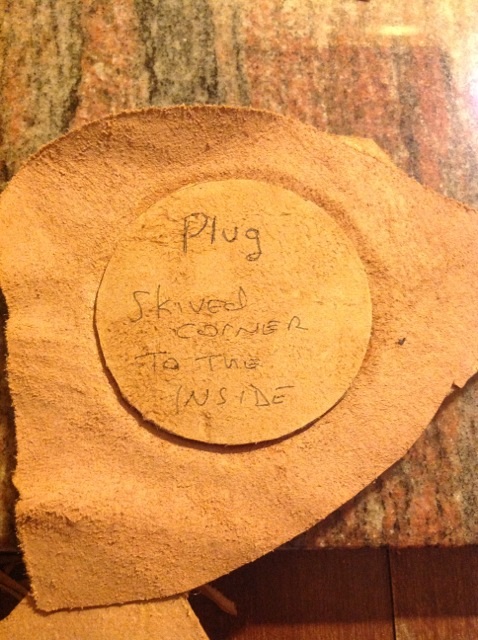 Plug
Skived
CORNER
To THE
INSIDE